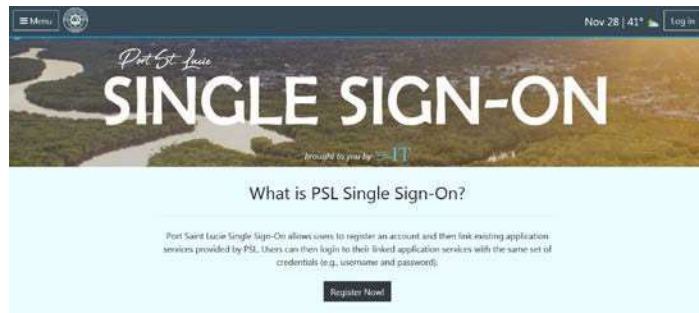 Menu
Nov 28 | 41°
Log in
Port St. Lucie
SINGLE SIGN-ON
brought to you by IT
What is PSL Single Sign-On?
Port Saint Lucie Single Sign-On allows users to register an account and then link existing application
services provided by PSL. Users can then login to their linked application services with the same set of
credentials (e.g., username and password).
Register Now!